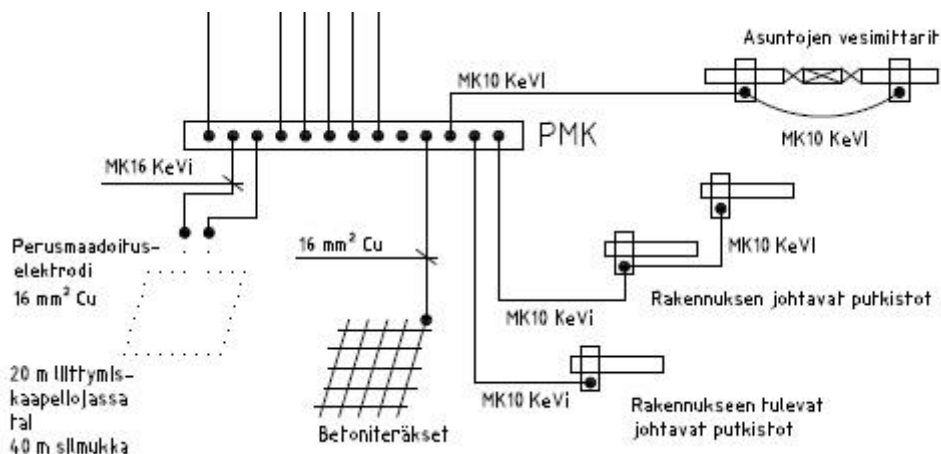 Asuntojen vesimittarit
MK10 KeVI
PMK
MK10 KeVI
MK16 KeVi
Perusmaadoitus-
elektrodi
16 mm² Cu
16 mm² Cu
MK10 KeVI
Rakennuksen johtavat putkistot
MK10 KeVi
20 m liittymis-
kaapeliojassa
tai
40 m silmukka
Betoniteräkset
MK10 KeVi
Rakennukseen tulevat
johtavat putkistot